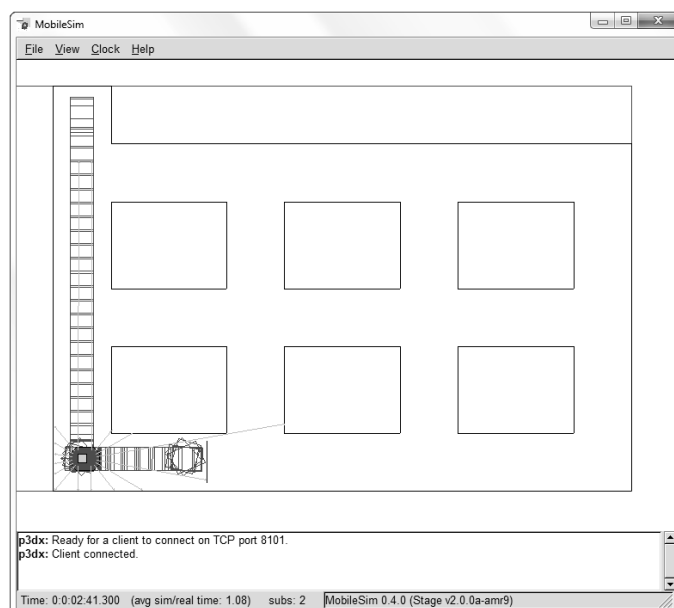 MobileSim
File View Clock Help
p3dx: Ready for a client to connect on TCP port 8101.
p3dx: Client connected.
Time: 0:0:02:41.300 (avg sim/real time: 1.08) subs: 2 MobileSim 0.4.0 (Stage v2.0.0a-amr9)